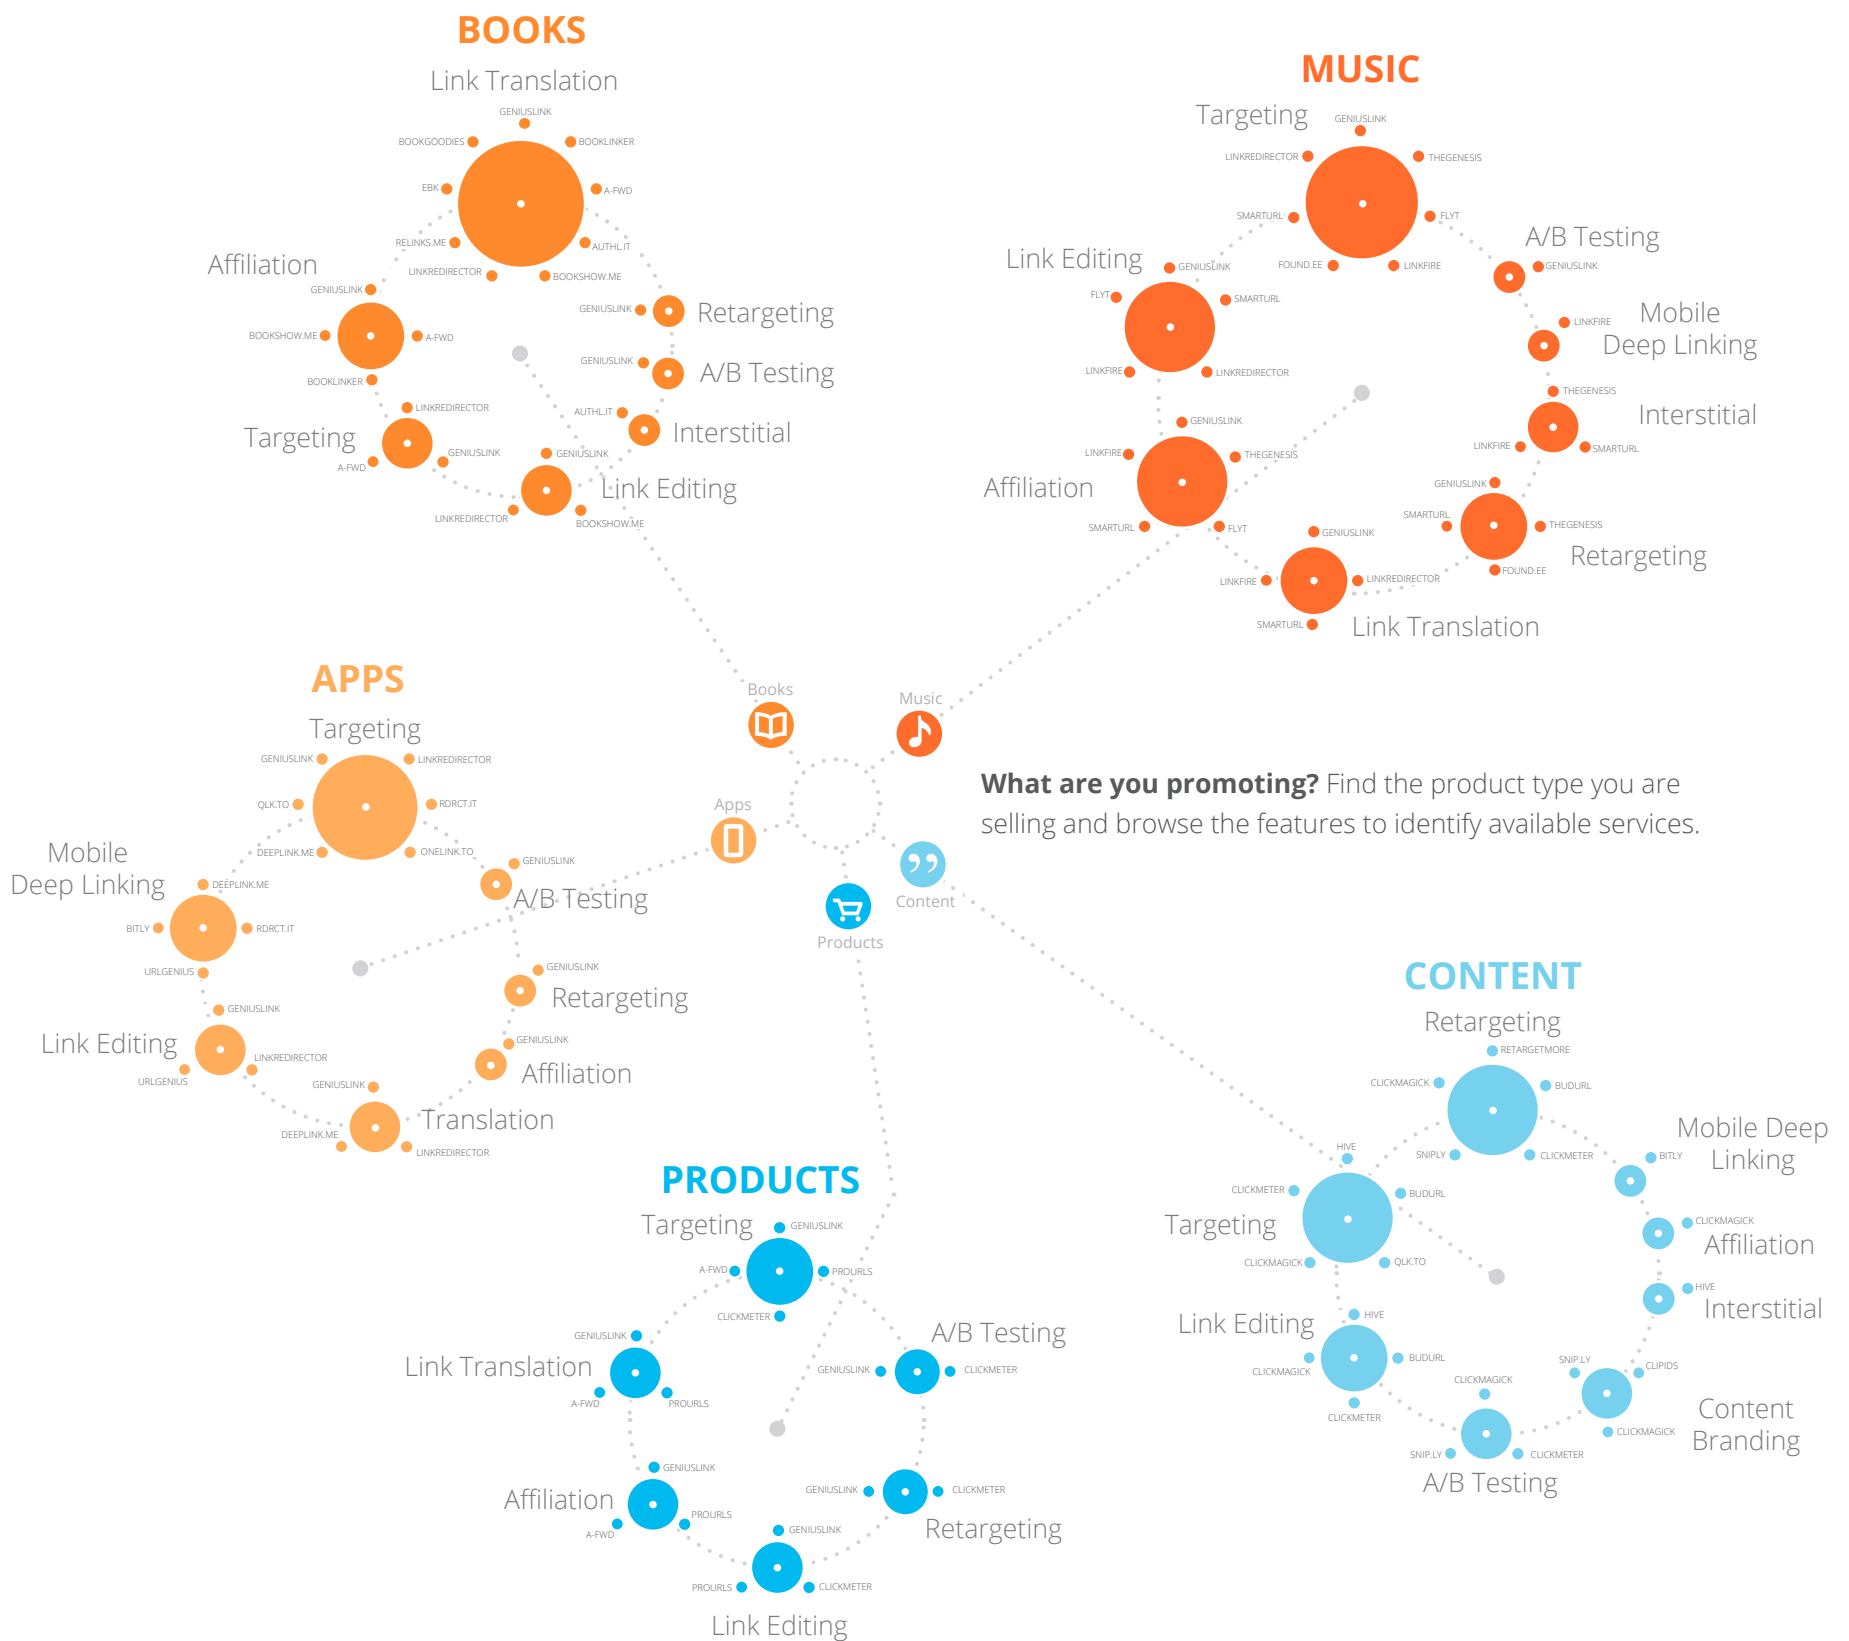 BOOKS
Link Translation
GENIUSLINK
BOOKGOODIES
BOOKLINKER
EBK
A-FWD
RELINKS.ME
AUTHL.IT
LINKREDIRECTOR
BOOKSHOW.ME
Affiliation
GENIUSLINK
BOOKSHOW.ME
A-FWD
BOOKLINKER
Targeting
LINKREDIRECTOR
A-FWD
GENIUSLINK
GENIUSLINK
Retargeting
GENIUSLINK
A/B Testing
AUTHL.IT
Interstitial
GENIUSLINK
Link Editing
LINKREDIRECTOR
BOOKSHOW.ME
MUSIC
Targeting
GENIUSLINK
LINKREDIRECTOR
THEGENESIS
SMARTURL
FLYT
FOUND.EE
LINKFIRE
A/B Testing
GENIUSLINK
Link Editing
GENIUSLINK
FLYT
SMARTURL
LINKFIRE
LINKREDIRECTOR
LINKFIRE
Mobile
Deep Linking
THEGENESIS
Interstitial
LINKFIRE
SMARTURL
GENIUSLINK
LINKFIRE
THEGENESIS
Affiliation
SMARTURL
FLYT
GENIUSLINK
SMARTURL
THEGENESIS
Retargeting
FOUND.EE
GENIUSLINK
LINKFIRE
LINKREDIRECTOR
SMARTURL
Link Translation
Books
Music
Apps
Content
Products
What are you promoting? Find the product type you are
selling and browse the features to identify available services.
APPS
Targeting
GENIUSLINK
LINKREDIRECTOR
QLK.TO
RDRCT.IT
DEEPLINK.ME
ONELINK.TO
Mobile
Deep Linking
DEEPLINK.ME
BITLY
RDRCT.IT
URLGENIUS
GENIUSLINK
A/B Testing
GENIUSLINK
Retargeting
GENIUSLINK
Affiliation
GENIUSLINK
Link Editing
LINKREDIRECTOR
URLGENIUS
GENIUSLINK
Translation
DEEPLINK.ME
LINKREDIRECTOR
PRODUCTS
Targeting
GENIUSLINK
A-FWD
PROURLS
CLICKMETER
GENIUSLINK
Link Translation
A-FWD
PROURLS
A/B Testing
GENIUSLINK
CLICKMETER
GENIUSLINK
Affiliation
A-FWD
PROURLS
GENIUSLINK
CLICKMETER
Retargeting
GENIUSLINK
PROURLS
CLICKMETER
Link Editing
CONTENT
Retargeting
RETARGETMORE
CLICKMAGICK
BUDURL
SNIPLY
CLICKMETER
Mobile Deep
Linking
BITLY
HIVE
CLICKMETER
BUDURL
Targeting
CLICKMAGICK
QLK.TO
CLICKMAGICK
Affiliation
HIVE
Interstitial
HIVE
Link Editing
BUDURL
CLICKMAGICK
CLICKMETER
SNIP.LY
CLIPIDS
Content
Branding
CLICKMAGICK
CLICKMAGICK
SNIP.LY
CLICKMETER
A/B Testing